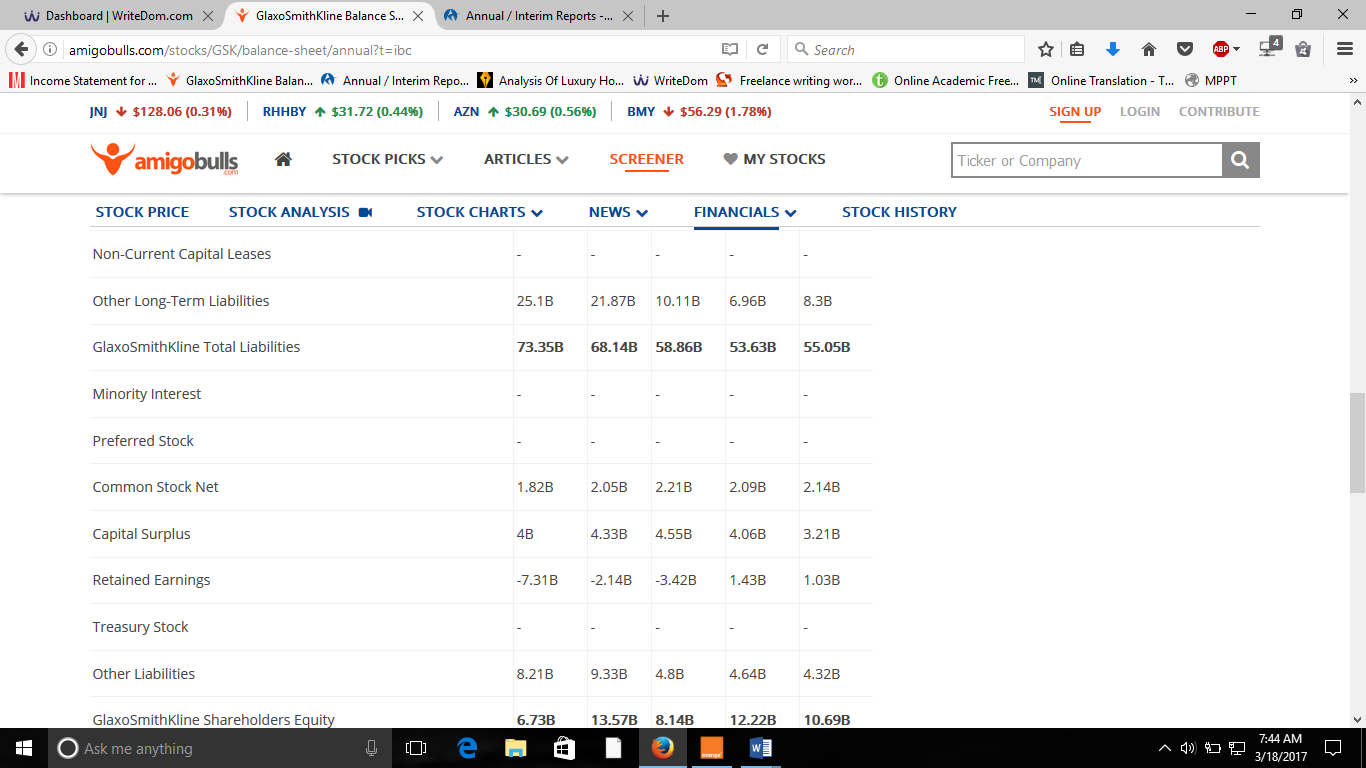 Dashboard | WriteDom.com
GlaxoSmithKline Balance S...
Annual / Interim Reports -...
amigobulls.com/stocks/GSK/balance-sheet/annual?t=ibc
Search
ABP
4
Income Statement for ...
GlaxoSmithKline Balan...
Annual / Interim Repo...
Analysis Of Luxury Ho...
WriteDom
Freelance writing wor...
Online Academic Free...
Online Translation - T...
MPPT
JNJ $128.06 (0.31%) RHHBY $31.72 (0.44%) AZN $30.69 (0.56%) BMY $56.29 (1.78%)
SIGN UP LOGIN CONTRIBUTE
amigobulls.com
STOCK PICKS ARTICLES SCREENER MY STOCKS
Ticker or Company
STOCK PRICE STOCK ANALYSIS STOCK CHARTS NEWS FINANCIALS STOCK HISTORY
Non-Current Capital Leases - - - - -
Other Long-Term Liabilities 25.1B 21.87B 10.11B 6.96B 8.3B
GlaxoSmithKline Total Liabilities 73.35B 68.14B 58.86B 53.63B 55.05B
Minority Interest - - - - -
Preferred Stock - - - - -
Common Stock Net 1.82B 2.05B 2.21B 2.09B 2.14B
Capital Surplus 4B 4.33B 4.55B 4.06B 3.21B
Retained Earnings -7.31B -2.14B -3.42B 1.43B 1.03B
Treasury Stock - - - - -
Other Liabilities 8.21B 9.33B 4.8B 4.64B 4.32B
GlaxoSmithKline Shareholders Equity 6.73B 13.57B 8.14B 12.22B 10.69B
Ask me anything
orange
7:44 AM
3/18/2017